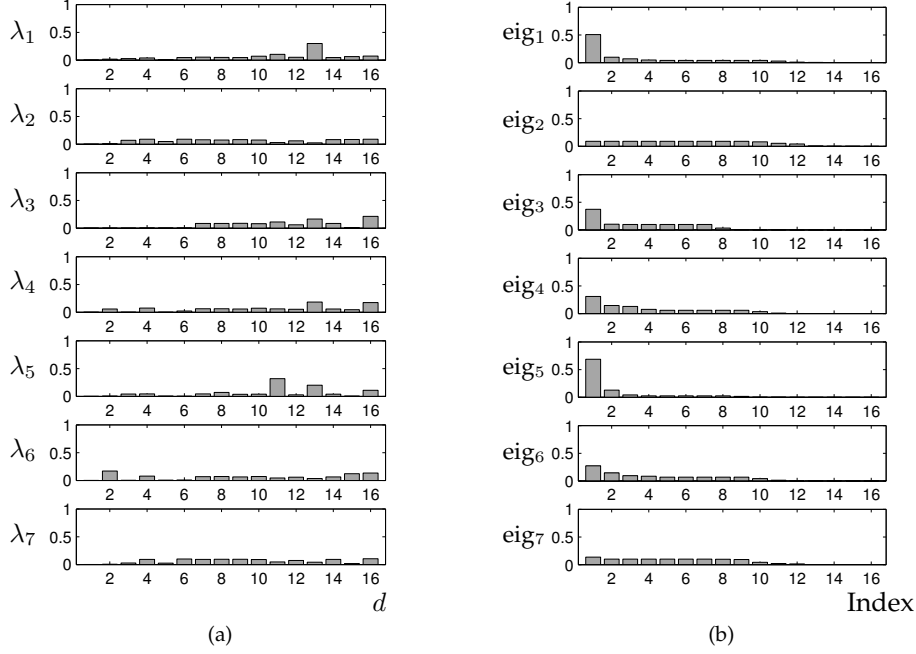 λ1 1 0.5 0 2 4 6 8 10 12 14 16
λ2 1 0.5 0 2 4 6 8 10 12 14 16
λ3 1 0.5 0 2 4 6 8 10 12 14 16
λ4 1 0.5 0 2 4 6 8 10 12 14 16
λ5 1 0.5 0 2 4 6 8 10 12 14 16
λ6 1 0.5 0 2 4 6 8 10 12 14 16
λ7 1 0.5 0 2 4 6 8 10 12 14 16
d
(a)
eig1 1 0.5 0 2 4 6 8 10 12 14 16
eig2 1 0.5 0 2 4 6 8 10 12 14 16
eig3 1 0.5 0 2 4 6 8 10 12 14 16
eig4 1 0.5 0 2 4 6 8 10 12 14 16
eig5 1 0.5 0 2 4 6 8 10 12 14 16
eig6 1 0.5 0 2 4 6 8 10 12 14 16
eig7 1 0.5 0 2 4 6 8 10 12 14 16
Index
(b)